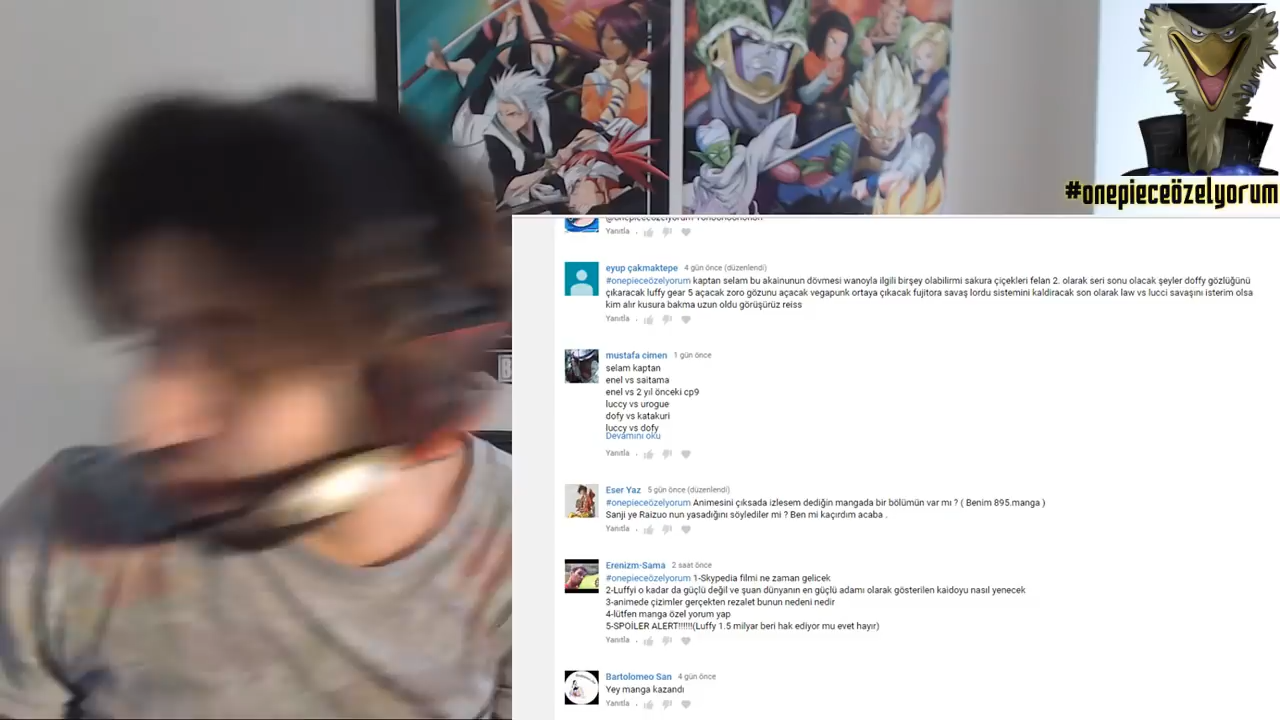 #onepieceözelyorum
Yanıtla
eyup çakmaktepe 4 gün önce (düzenlendi)
#onepieceözelyorum kaptan selam bu akainunun dövmesi wanoyla ilgili birşey olabilirmi sakura çiçekleri felan 2. olarak seri sonu olacak şeyler doffy gözlüğünü
çıkaracak luffy gear 5 açacak zoro gözunu açacak vegapunk ortaya çıkacak fujitora savaş lordu sistemini kaldiracak son olarak law vs lucci savaşını isterim olsa
kim alır kusura bakma uzun oldu görüşürüz reiss
Yanıtla
mustafa cimen 1 gün önce
selam kaptan
enel vs saitama
enel vs 2 yıl önceki cp9
luccy vs urogue
dofy vs katakuri
luccy vs dofy
Devamını oku
Yanıtla
Eser Yaz 5 gün önce (düzenlendi)
#onepieceözelyorum Animesini çıksada izlesem dediğin mangada bir bölümün var mı ? ( Benim 895.manga )
Sanji ye Raizuo nun yasadığını söylediler mi ? Ben mi kaçırdım acaba .
Yanıtla
Erenizm-Sama 2 saat önce
#onepieceözelyorum 1-Skypedia filmi ne zaman gelicek
2-Luffyi o kadar da güçlü değil ve şuan dünyanın en güçlü adamı olarak gösterilen kaidoyu nasıl yenecek
3-animede çizimler gerçekten rezalet bunun nedeni nedir
4-lütfen manga özel yorum yap
5-SPOİLER ALERT!!!!!!(Luffy 1.5 milyar beri hak ediyor mu evet hayır)
Yanıtla
Bartolomeo San 4 gün önce
Yey manga kazandı
Yanıtla